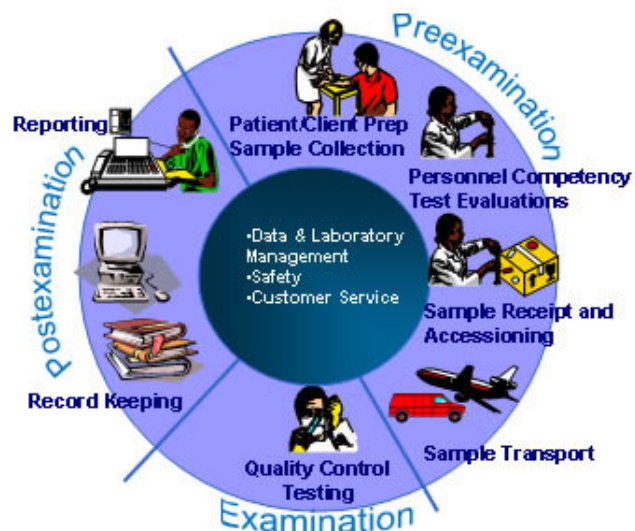 Preexamination
Patient/Client Prep
Sample Collection
Personnel Competency
Test Evaluations
Sample Receipt and
Accessioning
Sample Transport
Examination
Quality Control
Testing
Postexamination
Record Keeping
Reporting
•Data & Laboratory
Management
•Safety
•Customer Service